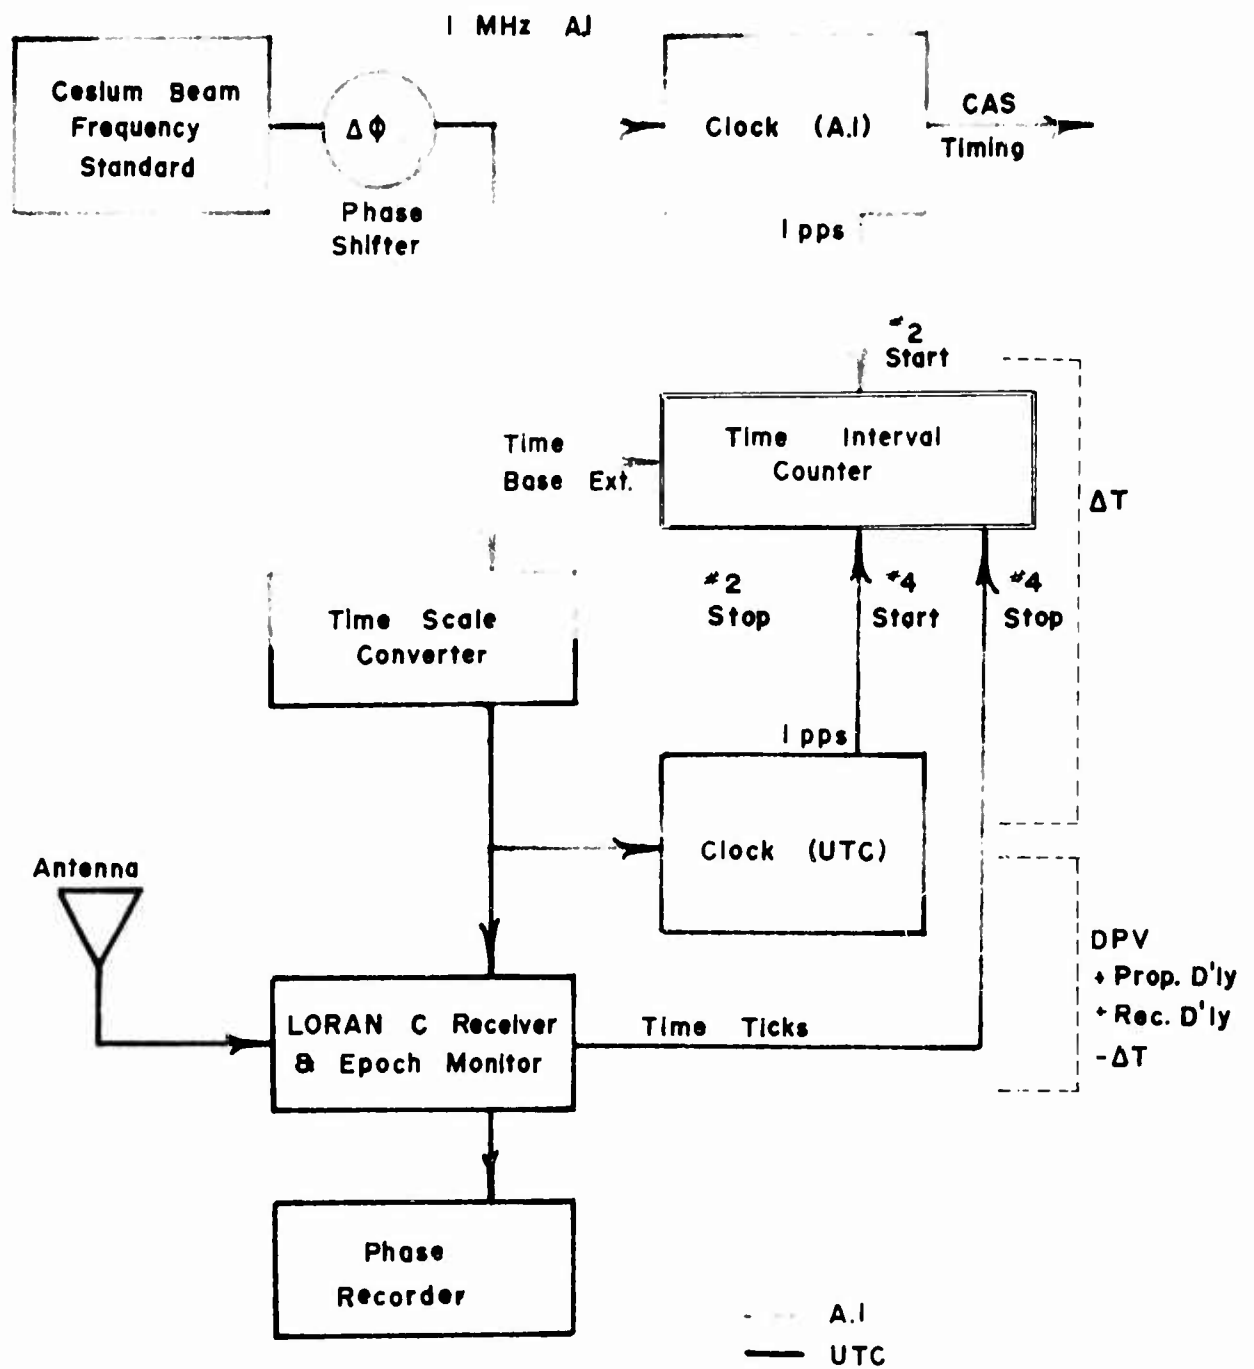 1 MHz A.1
Cesium Beam
Frequency
Standard
ΔΦ
Phase
Shifter
Clock (A.1)
CAS
Timing
1 pps
#2
Start
Time Interval
Counter
Time
Base Ext.
ΔT
#2
Stop
#4
Start
#4
Stop
Time Scale
Converter
1 pps
Clock (UTC)
Antenna
LORAN C Receiver
& Epoch Monitor
Time Ticks
DPV
+ Prop. D'ly
+ Rec. D'ly
-ΔT
Phase
Recorder
A.1
UTC